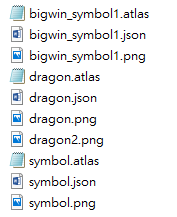 bigwin_symbol1.atlas
bigwin_symbol1.json
bigwin_symbol1.png
dragon.atlas
dragon.json
dragon.png
dragon2.png
symbol.atlas
symbol.json
symbol.png